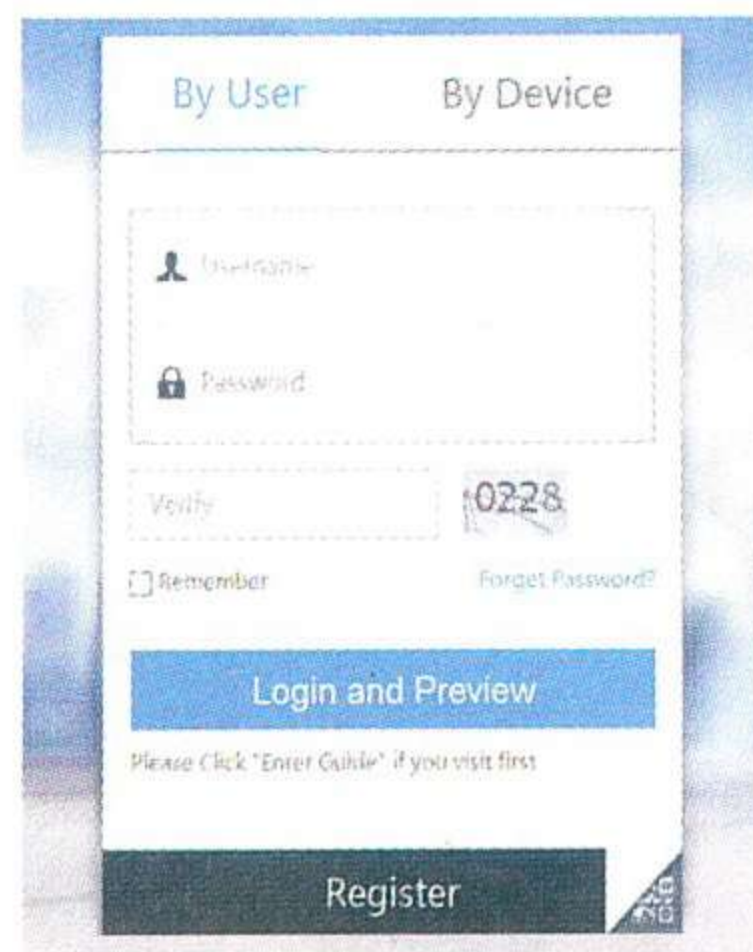 By User By Device
Username
Password
Verify 0228
Remember Forget Password?
Login and Preview
Please Click "Enter Guide" if you visit first
Register